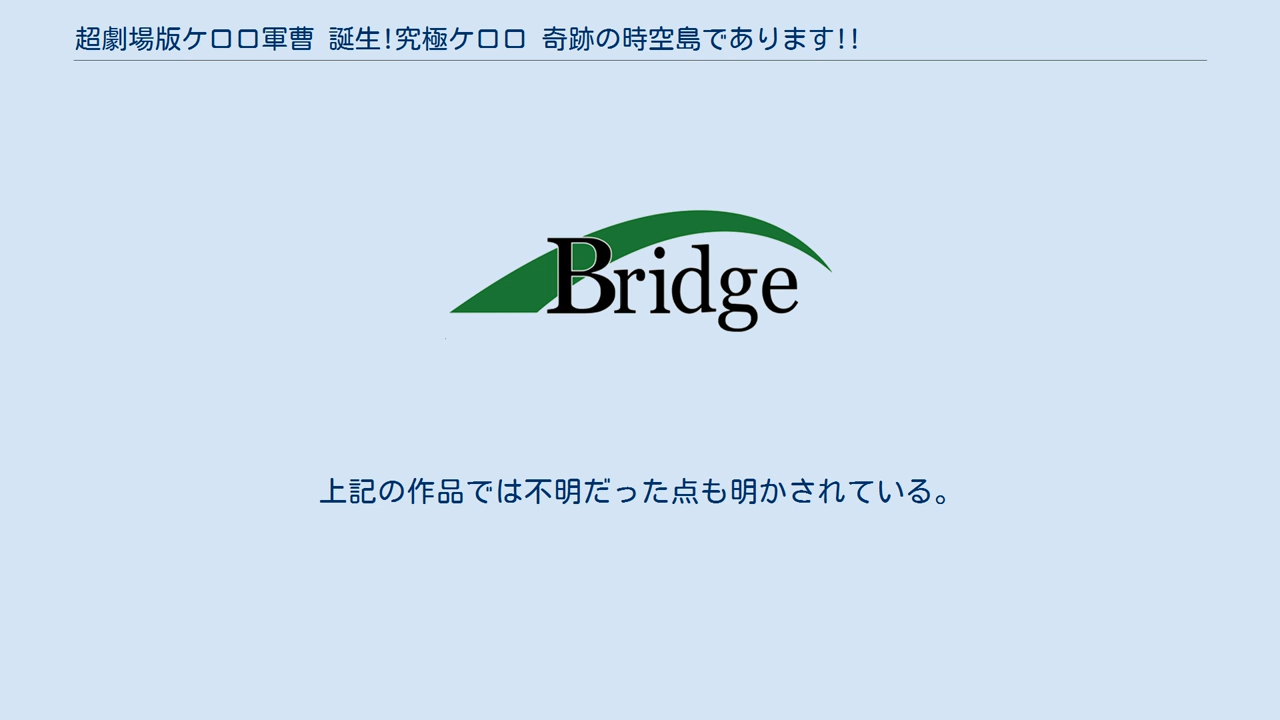 超劇場版ケロロ軍曹 誕生!究極ケロロ 奇跡の時空島であります!!
Bridge
上記の作品では不明だった点も明かされている。